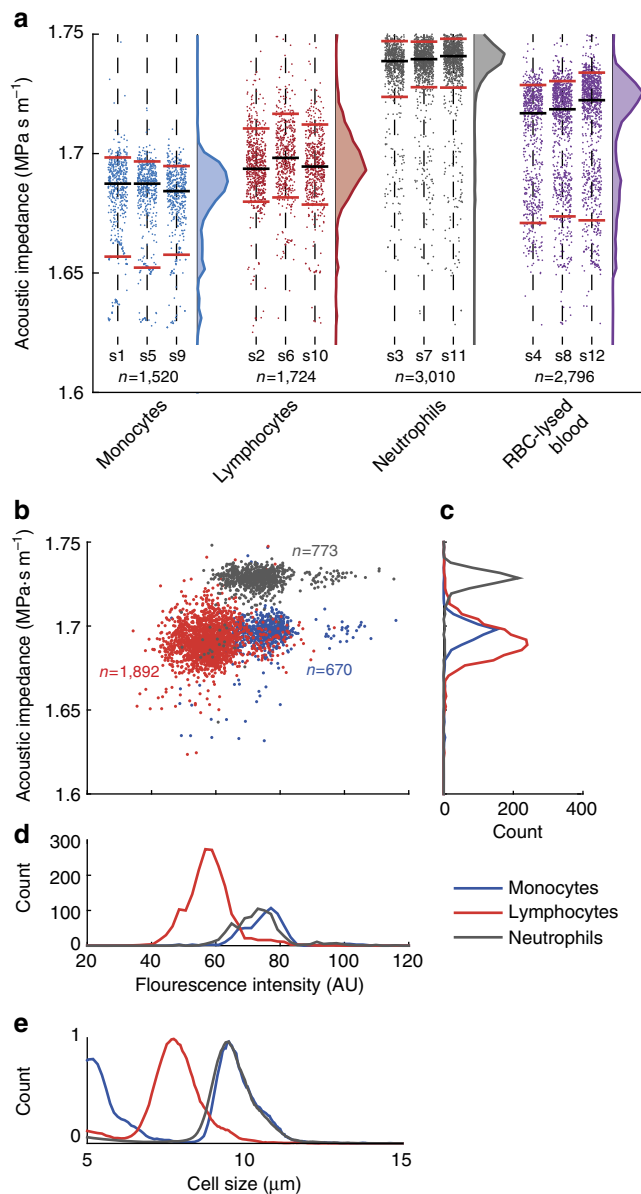 a
1.75
1.7
1.65
1.6
Acoustic impedance (MPa s m⁻¹)
s1 s5 s9 s2 s6 s10 s3 s7 s11 s4 s8 s12
n=1,520 n=1,724 n=3,010 n=2,796
Monocytes
Lymphocytes
Neutrophils
RBC-lysed
blood
b
1.75
1.7
1.65
1.6
Acoustic impedance (MPa·s m⁻¹)
n=773
n=1,892
n=670
c
0 200 400
Count
d
300
200
100
0
Count
20 40 60 80 100 120
Flourescence intensity (AU)
Monocytes
Lymphocytes
Neutrophils
e
1
0
Count
5 10 15
Cell size (μm)